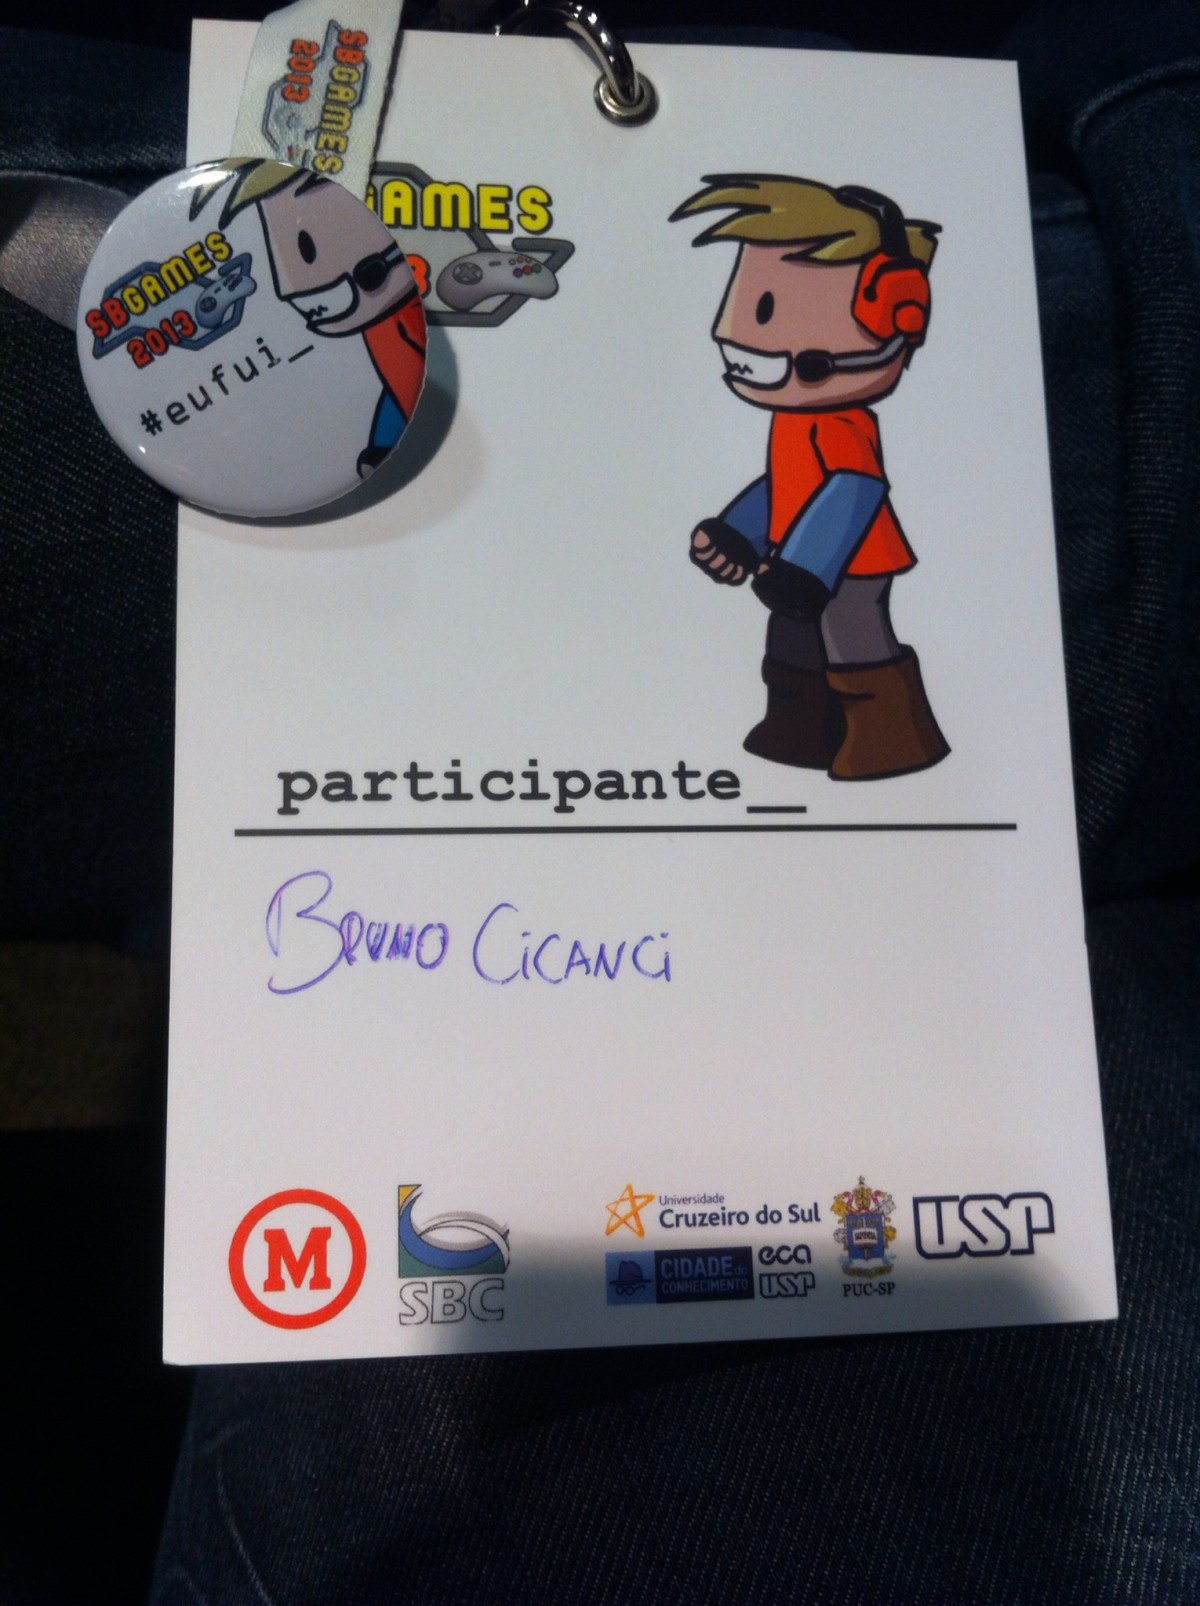 SBGAMES
2013
GAMES
3
SBGAMES
2013
#eufui_
participante_
BRUNO CiCANCi
M
SBC
Universidade
Cruzeiro do Sul
CIDADE do
CONHECIMENTO
eca
USP
PUC-SP
USP